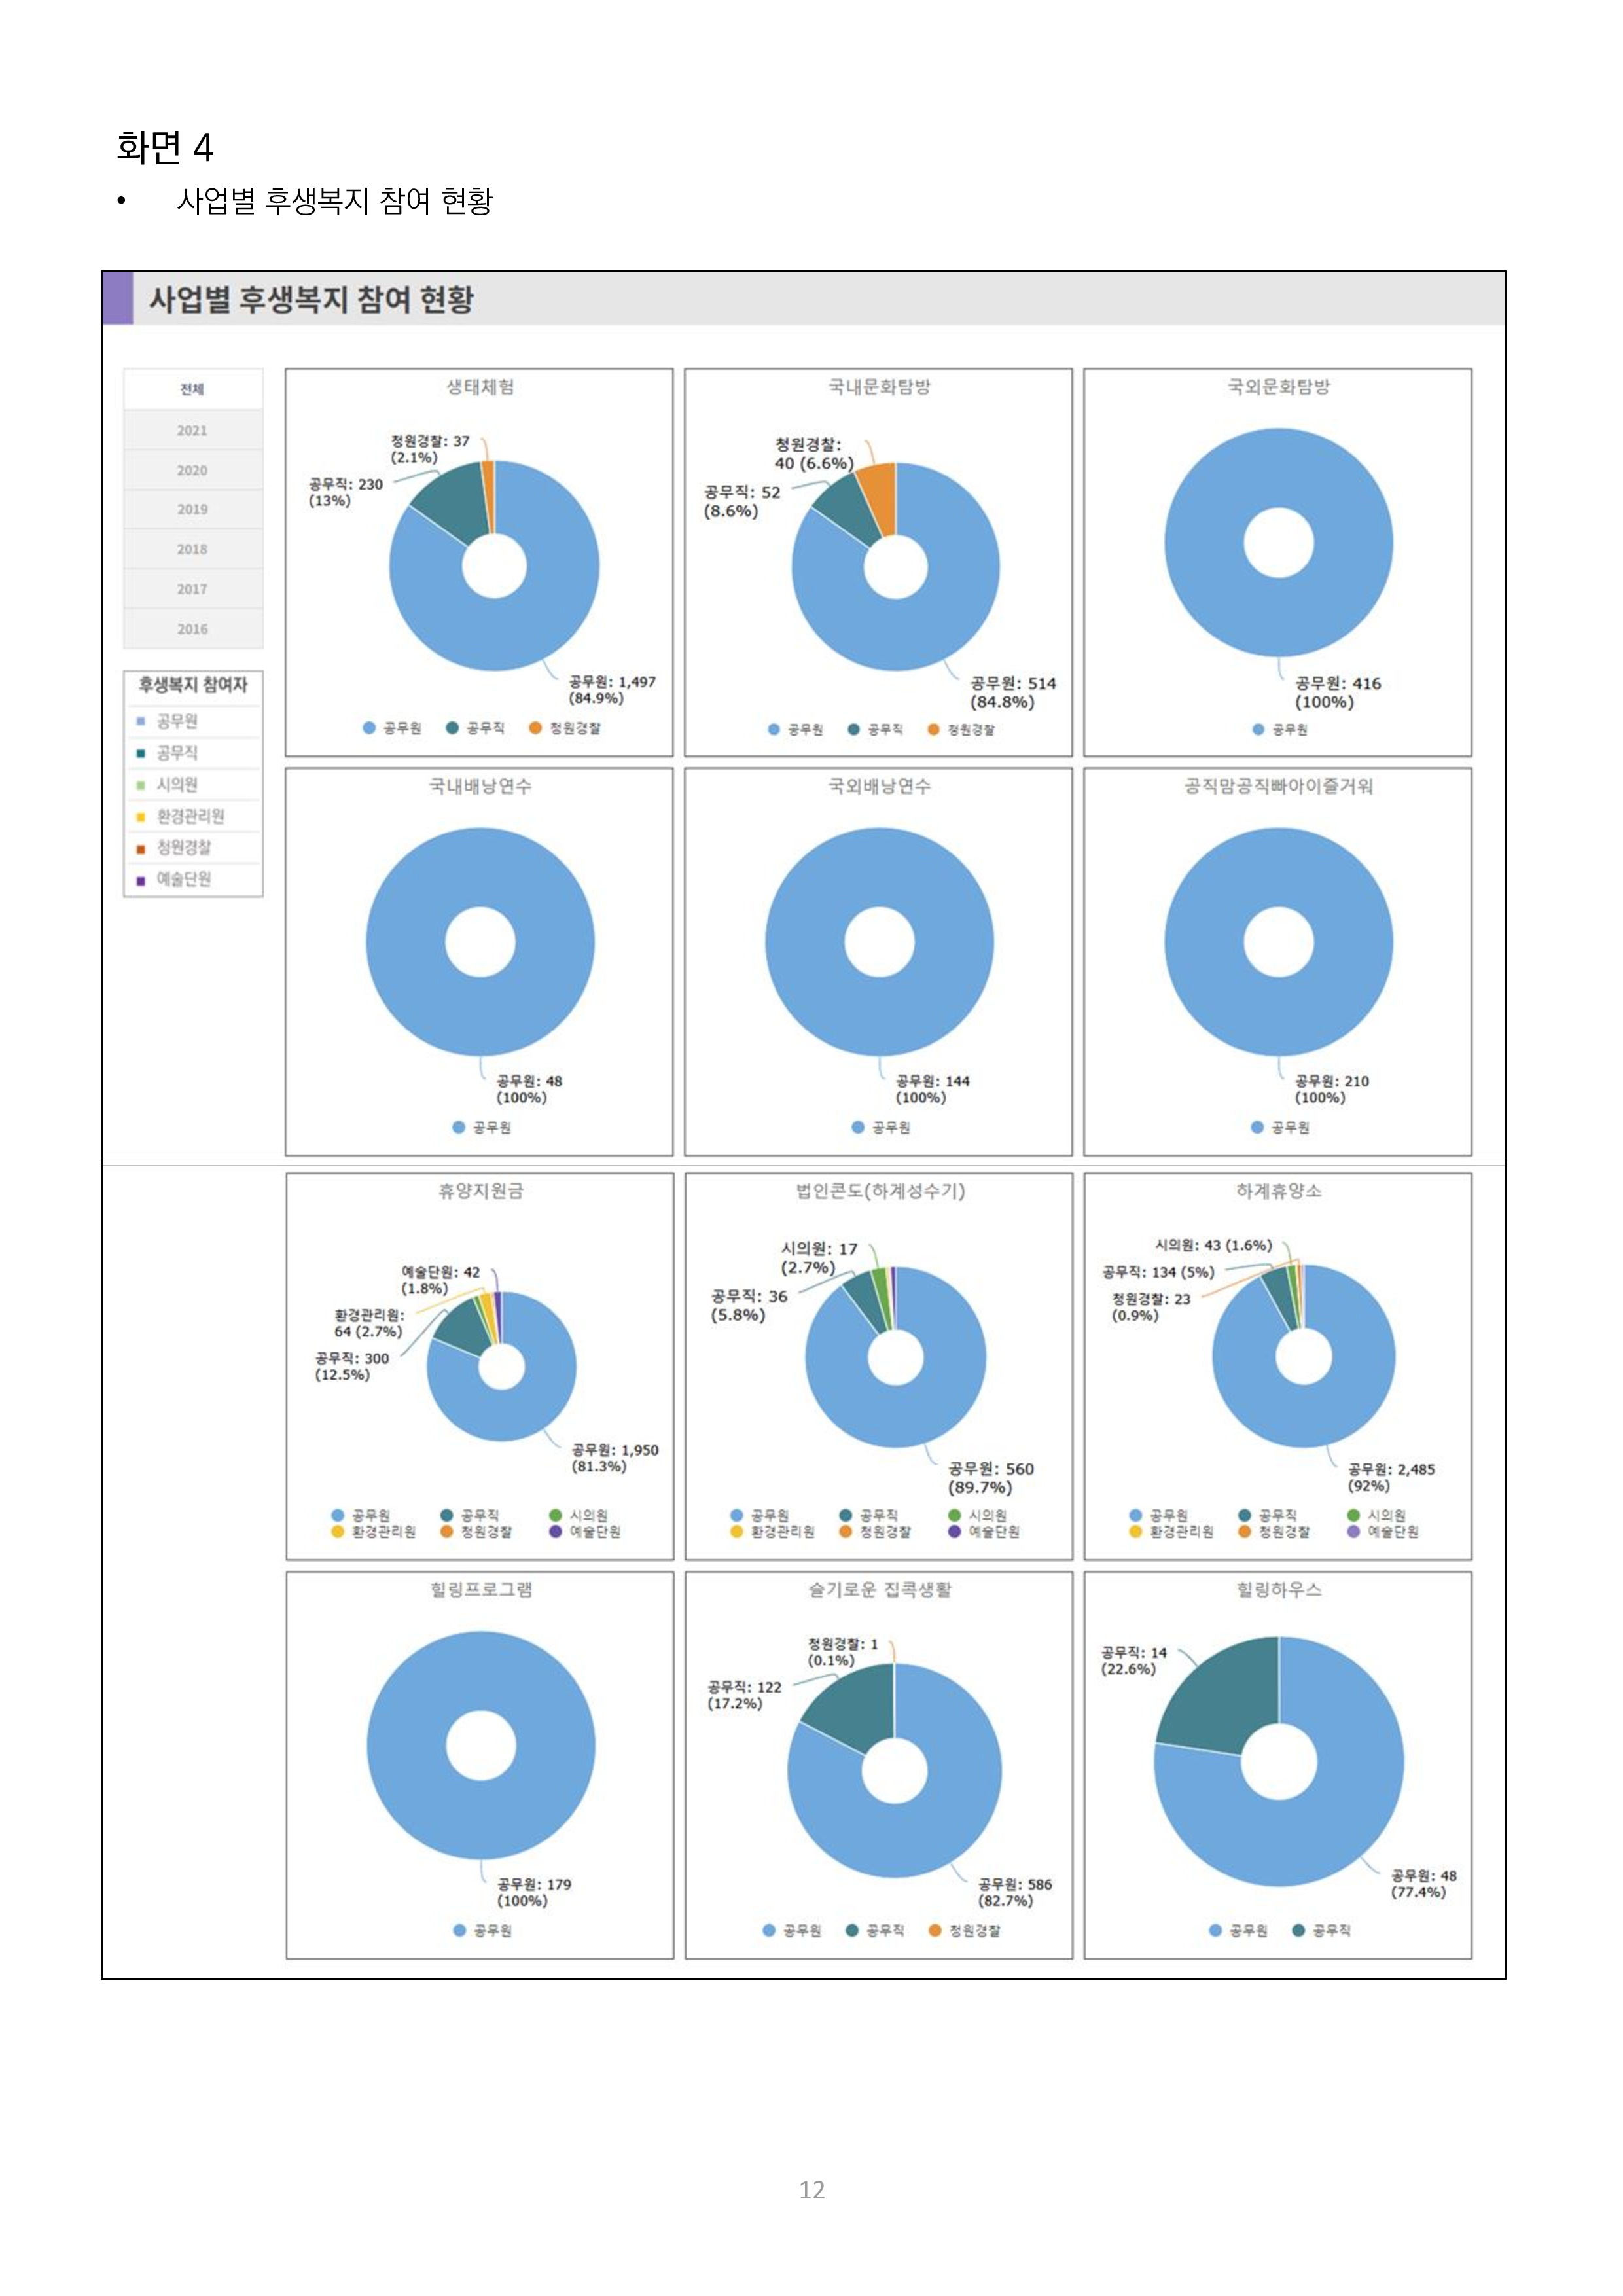 화면 4
• 사업별 후생복지 참여 현황
사업별 후생복지 참여 현황
전체
2021
2020
2019
2018
2017
2016
후생복지 참여자
공무원
공무직
시의원
환경관리원
청원경찰
예술단원
생태체험
청원경찰: 37
(2.1%)
공무직: 230
(13%)
공무원: 1,497
(84.9%)
공무원 공무직 청원경찰
국내문화탐방
청원경찰:
40 (6.6%)
공무직: 52
(8.6%)
공무원: 514
(84.8%)
공무원 공무직 청원경찰
국외문화탐방
공무원: 416
(100%)
공무원
국내배낭연수
공무원: 48
(100%)
공무원
국외배낭연수
공무원: 144
(100%)
공무원
공직맘공직빠아이즐거워
공무원: 210
(100%)
공무원
휴양지원금
예술단원: 42
(1.8%)
환경관리원:
64 (2.7%)
공무직: 300
(12.5%)
공무원: 1,950
(81.3%)
공무원 공무직 시의원
환경관리원 청원경찰 예술단원
법인콘도(하계성수기)
시의원: 17
(2.7%)
공무직: 36
(5.8%)
공무원: 560
(89.7%)
공무원 공무직 시의원
환경관리원 청원경찰 예술단원
하계휴양소
시의원: 43 (1.6%)
공무직: 134 (5%)
청원경찰: 23
(0.9%)
공무원: 2,485
(92%)
공무원 공무직 시의원
환경관리원 청원경찰 예술단원
힐링프로그램
공무원: 179
(100%)
공무원
슬기로운 집콕생활
청원경찰: 1
(0.1%)
공무직: 122
(17.2%)
공무원: 586
(82.7%)
공무원 공무직 청원경찰
힐링하우스
공무직: 14
(22.6%)
공무원: 48
(77.4%)
공무원 공무직
12